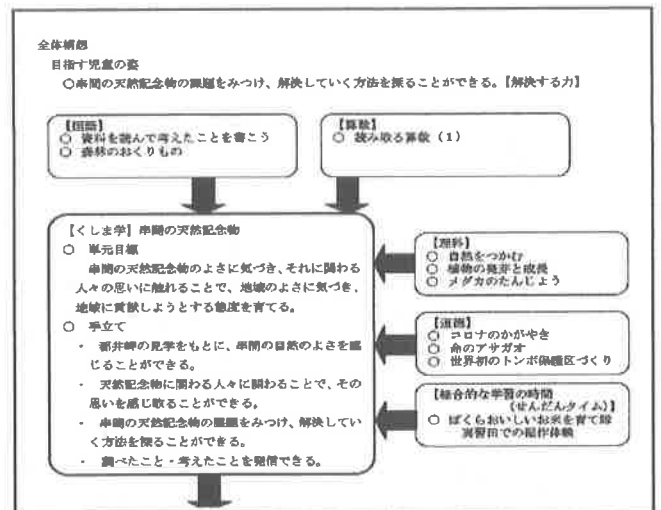 全体構想
目指す児童の姿
○串間の天然記念物の課題をみつけ、解決していく方法を探ることができる。【解決する力】
【国語】
○ 資料を読んで考えたことを書こう
○ 森林のおくりもの
【算数】
○ 読み取る算数(1)
【くしま学】串間の天然記念物
○ 単元目標
串間の天然記念物のよさに気づき、それに関わる
人々の思いに触れることで、地域のよさに気づき、
地域に貢献しようとする態度を育てる。
○ 手立て
・ 都井岬の見学をもとに、串間の自然のよさを感
じることができる。
・ 天然記念物に関わる人々に関わることで、その
思いを感じ取ることができる。
・ 串間の天然記念物の課題をみつけ、解決してい
く方法を探ることができる。
・ 調べたこと・考えたことを発信できる。
【理科】
○ 自然をつかむ
○ 植物の発芽と成長
○ メダカのたんじょう
【道徳】
○ コロナのかがやき
○ 命のアサガオ
○ 世界初のトンボ保護区づくり
【総合的な学習の時間
(せんだんタイム)】
○ ぼくらおいしいお米を育て隊
実習田での稲作体験